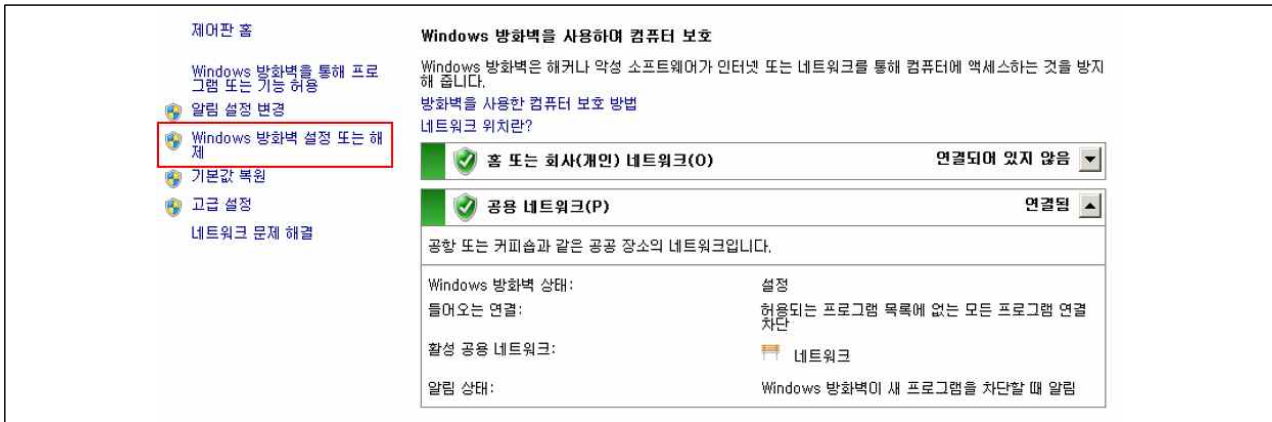 제어판 홈
Windows 방화벽을 통해 프로
그램 또는 기능 허용
알림 설정 변경
Windows 방화벽 설정 또는 해
제
기본값 복원
고급 설정
네트워크 문제 해결
Windows 방화벽을 사용하여 컴퓨터 보호
Windows 방화벽은 해커나 악성 소프트웨어가 인터넷 또는 네트워크를 통해 컴퓨터에 액세스하는 것을 방지
해 줍니다.
방화벽을 사용한 컴퓨터 보호 방법
네트워크 위치란?
홈 또는 회사(개인) 네트워크(O) 연결되어 있지 않음
공용 네트워크(P) 연결됨
공항 또는 커피숍과 같은 공공 장소의 네트워크입니다.
Windows 방화벽 상태: 설정
들어오는 연결: 허용되는 프로그램 목록에 없는 모든 프로그램 연결
차단
활성 공용 네트워크: 네트워크
알림 상태: Windows 방화벽이 새 프로그램을 차단할 때 알림